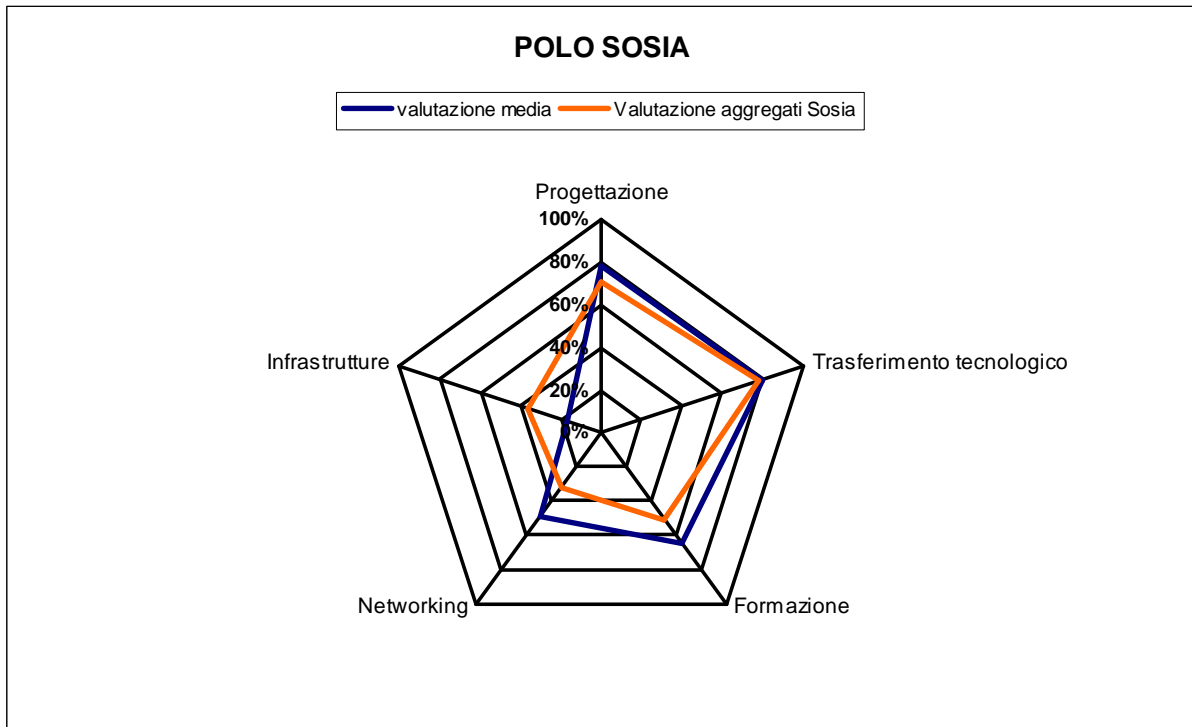 POLO SOSIA
valutazione media Valutazione aggregati Sosia
Progettazione
100%
80%
60%
Infrastrutture
Trasferimento tecnologico
40%
20%
0%
Networking
Formazione